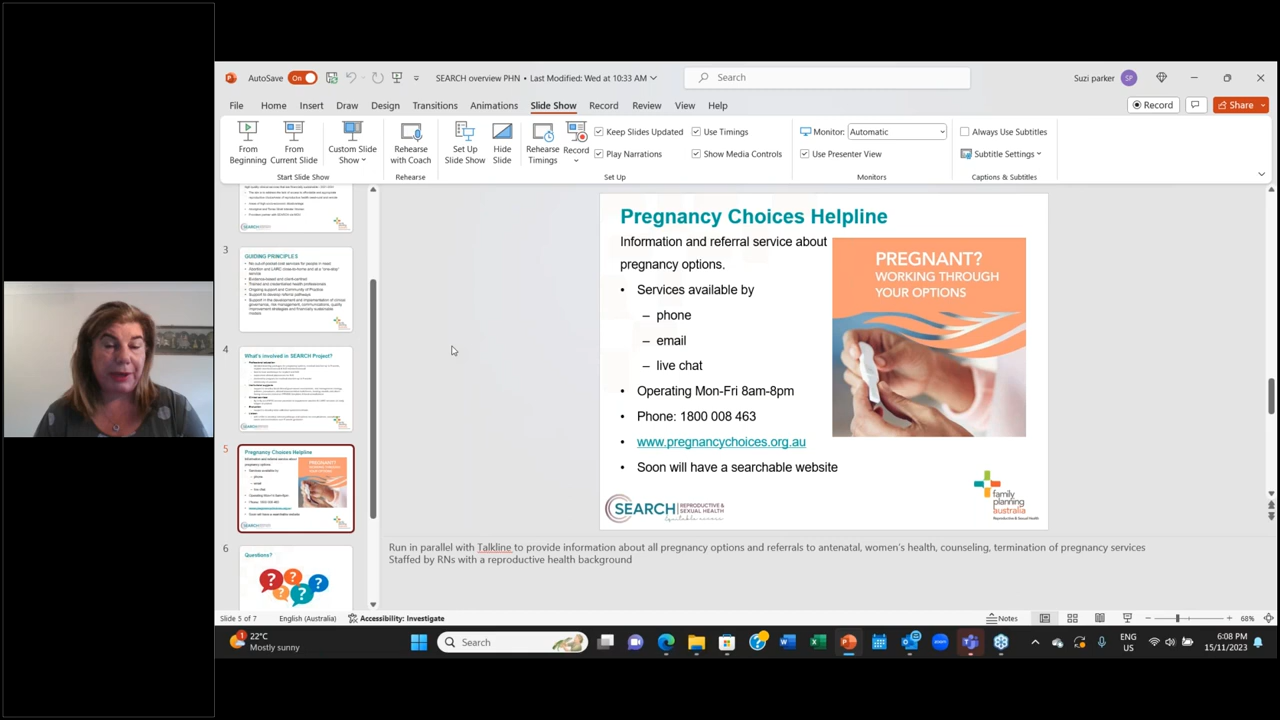 AutoSave
On
SEARCH overview PHN • Last Modified: Wed at 10:33 AM
Search
Suzi parker
SP
File
Home
Insert
Draw
Design
Transitions
Animations
Slide Show
Record
Review
View
Help
Record
Share
From Beginning
From Current Slide
Custom Slide Show
Rehearse with Coach
Set Up Slide Show
Hide Slide
Rehearse Timings
Record
Keep Slides Updated
Use Timings
Play Narrations
Show Media Controls
Monitor:
Automatic
Use Presenter View
Always Use Subtitles
Subtitle Settings
Start Slide Show
Rehearse
Set Up
Monitors
Captions & Subtitles
3
GUIDING PRINCIPLES
4
What's involved in SEARCH Project?
5
Pregnancy Choices Helpline
6
Questions?
Pregnancy Choices Helpline
Information and referral service about
pregnancy options.
• Services available by
– phone
– email
– live chat
Operating Mon-Fri 8am-8pm
• Phone: 1800 008 463
• www.pregnancychoices.org.au
• Soon will have a searchable website
PREGNANT?
WORKING THROUGH
YOUR OPTIONS
SEARCH
REPRODUCTIVE &
SEXUAL HEALTH
Equitable access
family
planning
australia
Reproductive & Sexual Health
Run in parallel with Talkline to provide information about all pregnancy options and referrals to antenatal, women's health, counseling, termination of pregnancy services
Staffed by RNs with a reproductive health background
Slide 5 of 7
English (Australia)
Accessibility: Investigate
Notes
68%
1
22°C
Mostly sunny
Search
ENG
US
6:08 PM
15/11/2023